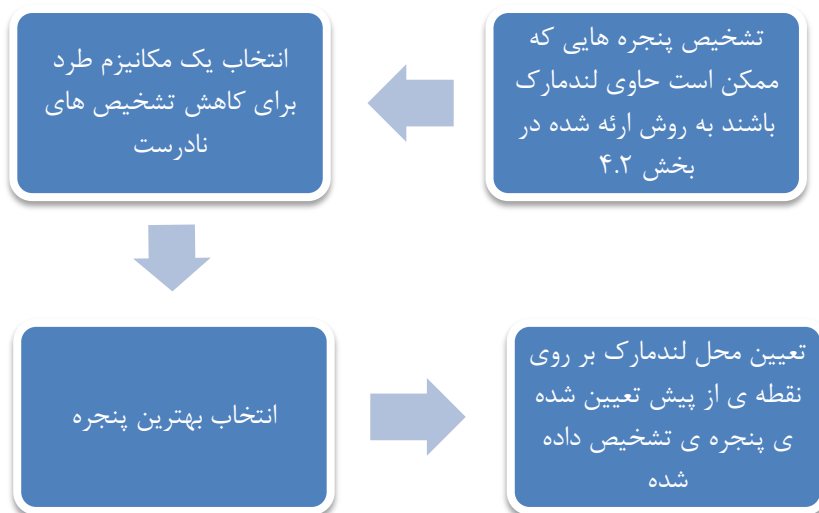 تشخیص پنجره هایی که
ممکن است حاوی لندمارک
باشند به روش ارئه شده در
بخش ۴.۲
انتخاب یک مکانیزم طرد
برای کاهش تشخیص های
نادرست
انتخاب بهترین پنجره
تعیین محل لندمارک بر روی
نقطه ی از پیش تعیین شده
ی پنجره ی تشخیص داده
شده